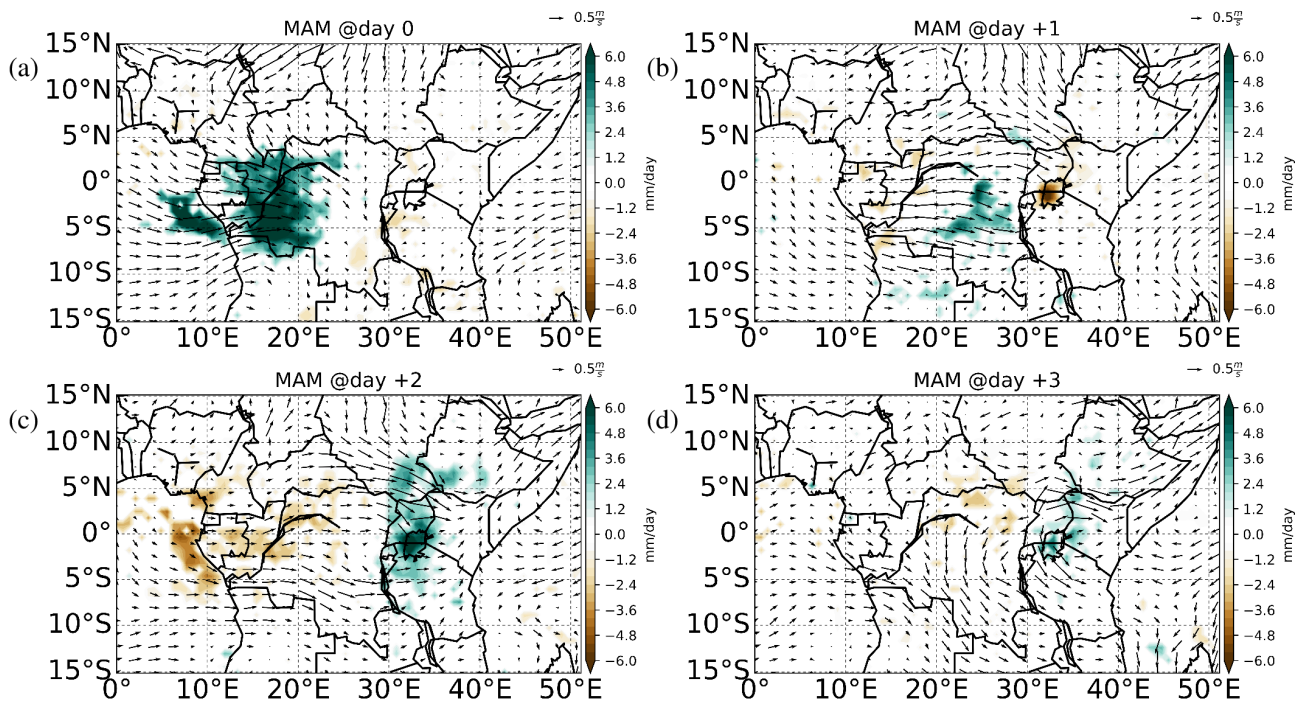 → 0.5 m/s
MAM @day 0
(a)
15°N
10°N
5°N
0°
5°S
10°S
15°S
0° 10°E 20°E 30°E 40°E 50°E
6.0
4.8
3.6
2.4
1.2
0.0
−1.2
−2.4
−3.6
−4.8
−6.0
mm/day
→ 0.5 m/s
MAM @day +1
(b)
15°N
10°N
5°N
0°
5°S
10°S
15°S
0° 10°E 20°E 30°E 40°E 50°E
6.0
4.8
3.6
2.4
1.2
0.0
−1.2
−2.4
−3.6
−4.8
−6.0
mm/day
→ 0.5 m/s
MAM @day +2
(c)
15°N
10°N
5°N
0°
5°S
10°S
15°S
0° 10°E 20°E 30°E 40°E 50°E
6.0
4.8
3.6
2.4
1.2
0.0
−1.2
−2.4
−3.6
−4.8
−6.0
mm/day
→ 0.5 m/s
MAM @day +3
(d)
15°N
10°N
5°N
0°
5°S
10°S
15°S
0° 10°E 20°E 30°E 40°E 50°E
6.0
4.8
3.6
2.4
1.2
0.0
−1.2
−2.4
−3.6
−4.8
−6.0
mm/day